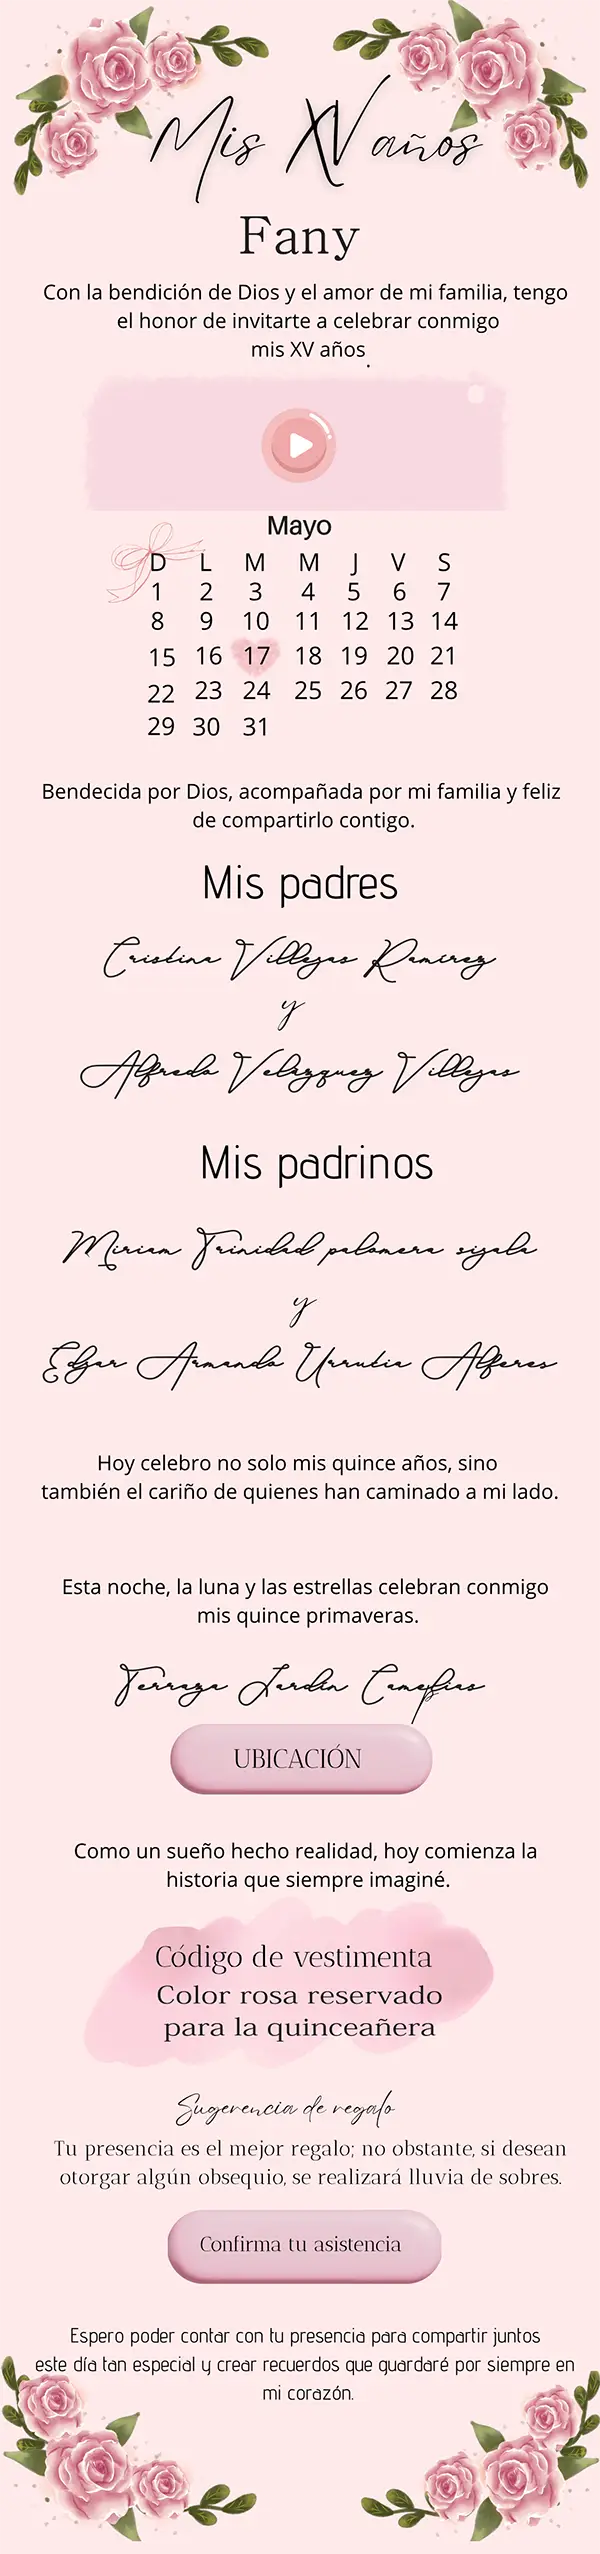 Mis XV años
Fany
Con la bendición de Dios y el amor de mi familia, tengo
el honor de invitarte a celebrar conmigo
mis XV años
.
Mayo
D L M M J V S
1 2 3 4 5 6 7
8 9 10 11 12 13 14
15 16 17 18 19 20 21
22 23 24 25 26 27 28
29 30 31
Bendecida por Dios, acompañada por mi familia y feliz
de compartirlo contigo.
Mis padres
Cristina Villegas Ramírez
y
Alfredo Velázquez Villegas
Mis padrinos
Miriam Trinidad palomera sigala
y
Edgar Armando Urrutia Alferes
Hoy celebro no solo mis quince años, sino
también el cariño de quienes han caminado a mi lado.
Esta noche, la luna y las estrellas celebran conmigo
mis quince primaveras.
Terraza Jardín Camelias
UBICACIÓN
Como un sueño hecho realidad, hoy comienza la
historia que siempre imaginé.
Código de vestimenta
Color rosa reservado
para la quinceañera
Sugerencia de regalo
Tu presencia es el mejor regalo; no obstante, si desean
otorgar algún obsequio, se realizará lluvia de sobres.
Confirma tu asistencia
Espero poder contar con tu presencia para compartir juntos
este día tan especial y crear recuerdos que guardaré por siempre en
mi corazón.